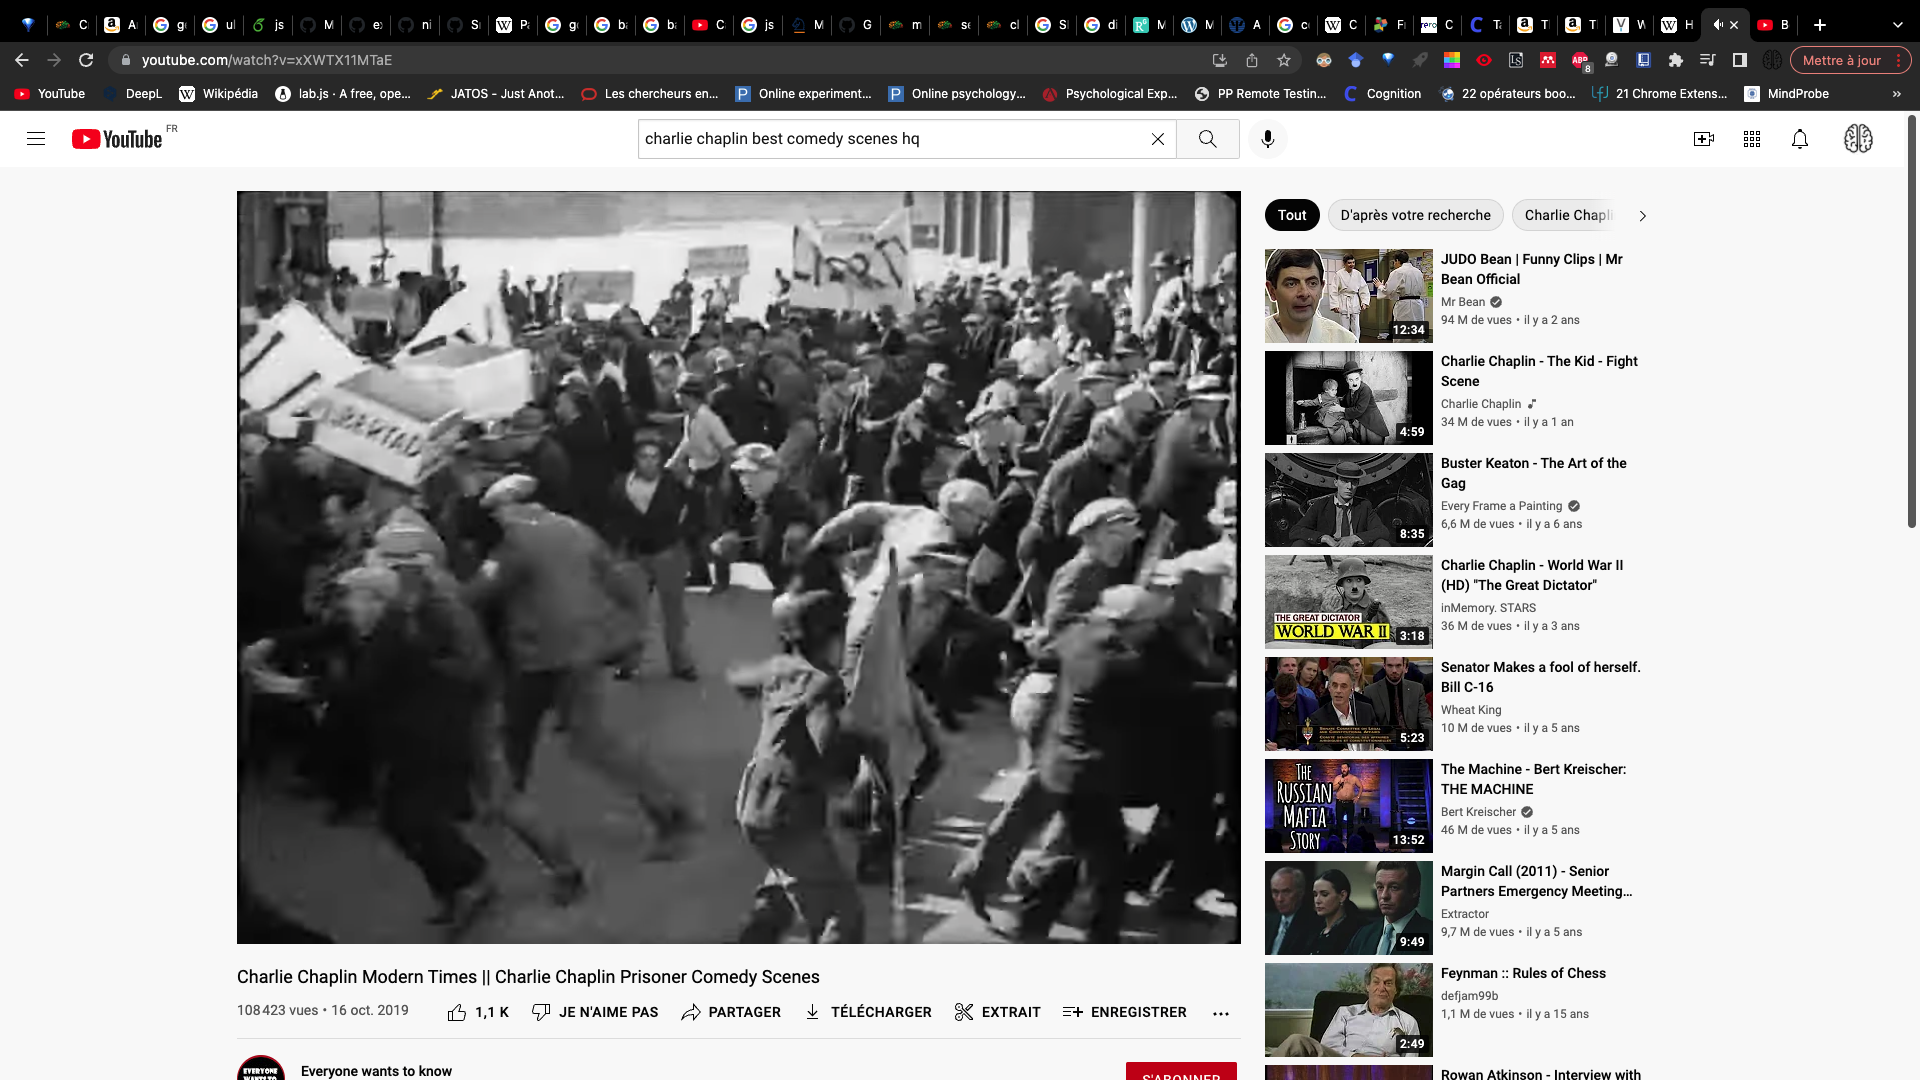 youtube.com/watch?v=xXWTX11MTaE
Mettre à jour
YouTube
DeepL
Wikipédia
lab.js · A free, ope...
JATOS - Just Anot...
Les chercheurs en...
Online experiment...
Online psychology...
Psychological Exp...
PP Remote Testin...
Cognition
22 opérateurs boo...
21 Chrome Extens...
MindProbe
YouTube FR
charlie chaplin best comedy scenes hq
LIBERTAD
Tout
D'après votre recherche
Charlie Chapli
JUDO Bean | Funny Clips | Mr
Bean Official
Mr Bean
94 M de vues • il y a 2 ans
12:34
Charlie Chaplin - The Kid - Fight
Scene
Charlie Chaplin
34 M de vues • il y a 1 an
4:59
Buster Keaton - The Art of the
Gag
Every Frame a Painting
6,6 M de vues • il y a 6 ans
8:35
Charlie Chaplin - World War II
(HD) "The Great Dictator"
inMemory. STARS
36 M de vues • il y a 3 ans
THE GREAT DICTATOR
WORLD WAR II
3:18
Senator Makes a fool of herself.
Bill C-16
Wheat King
10 M de vues • il y a 5 ans
5:23
The Machine - Bert Kreischer:
THE MACHINE
Bert Kreischer
46 M de vues • il y a 5 ans
THE
RUSSIAN
MAFIA
STORY
13:52
Margin Call (2011) - Senior
Partners Emergency Meeting...
Extractor
9,7 M de vues • il y a 5 ans
9:49
Feynman :: Rules of Chess
defjam99b
1,1 M de vues • il y a 15 ans
2:49
Rowan Atkinson - Interview with
Charlie Chaplin Modern Times || Charlie Chaplin Prisoner Comedy Scenes
108 423 vues • 16 oct. 2019
1,1 K
JE N'AIME PAS
PARTAGER
TÉLÉCHARGER
EXTRAIT
ENREGISTRER
Everyone wants to know
S'ABONNER